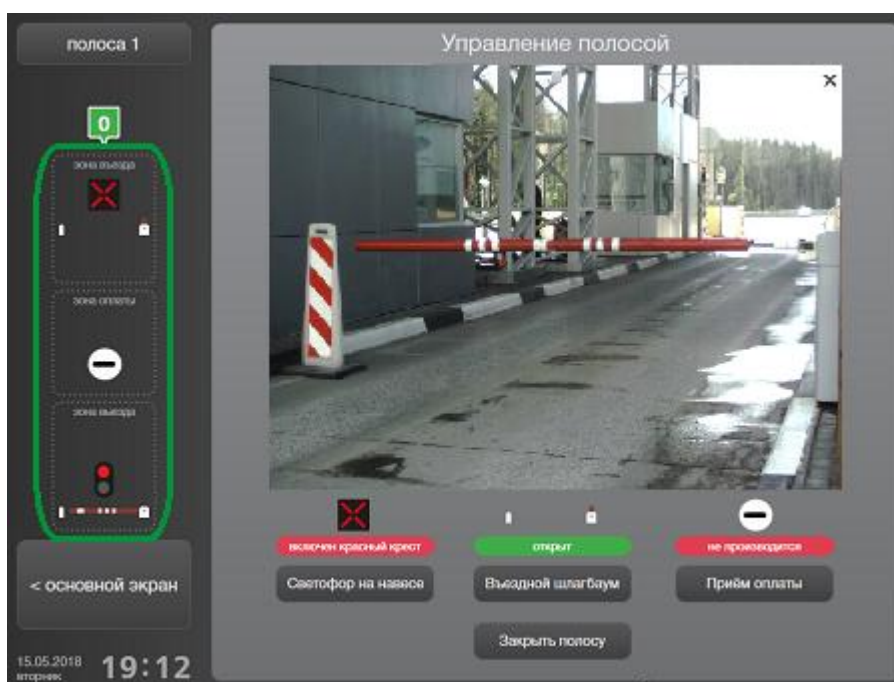 полоса 1
0
зона въезда
зона оплаты
зона выезда
< основной экран
15.05.2018
вторник
19:12
Управление полосой
включен красный крест
открыт
не производится
Светофор на навесе
Въездной шлагбаум
Приём оплаты
Закрыть полосу